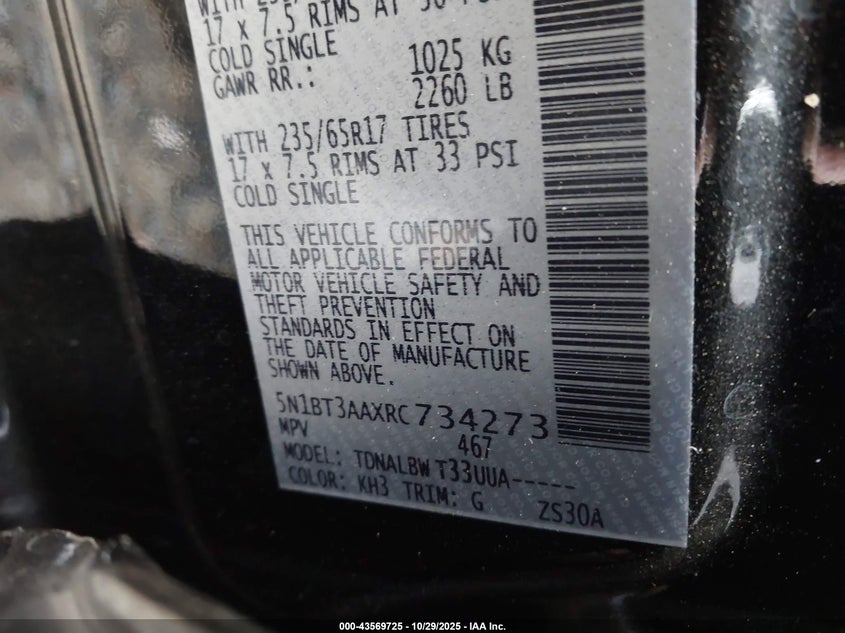 17 x 7.5 RIMS AT
COLD SINGLE
GAWR RR.: 1025 KG
2260 LB
WITH 235/65R17 TIRES
17 x 7.5 RIMS AT 33 PSI
COLD SINGLE
THIS VEHICLE CONFORMS TO
ALL APPLICABLE FEDERAL
MOTOR VEHICLE SAFETY AND
THEFT PREVENTION
STANDARDS IN EFFECT ON
THE DATE OF MANUFACTURE
SHOWN ABOVE.
5N1BT3AAXRC 734273
MPV 467
MODEL: TDNALBW T33UUA-----
COLOR: KH3 TRIM: G ZS30A
000-43569725 - 10/29/2025 - IAA Inc.